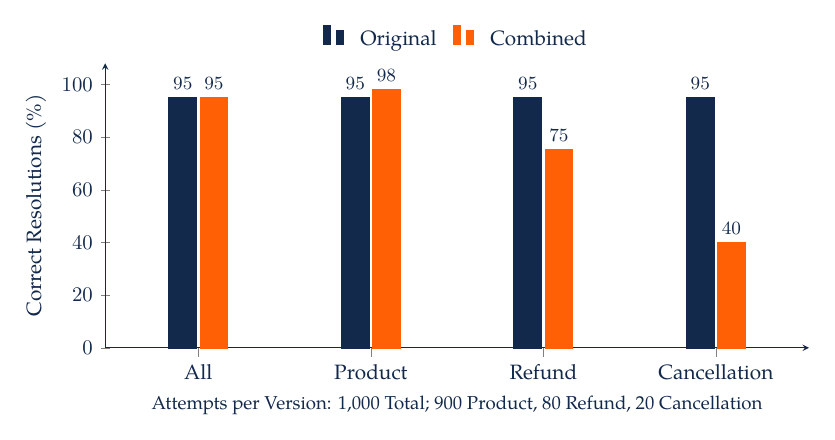 Original Combined
Correct Resolutions (%)
100
80
60
40
20
0
95 95
95 98
95 75
95 40
All Product Refund Cancellation
Attempts per Version: 1,000 Total; 900 Product, 80 Refund, 20 Cancellation